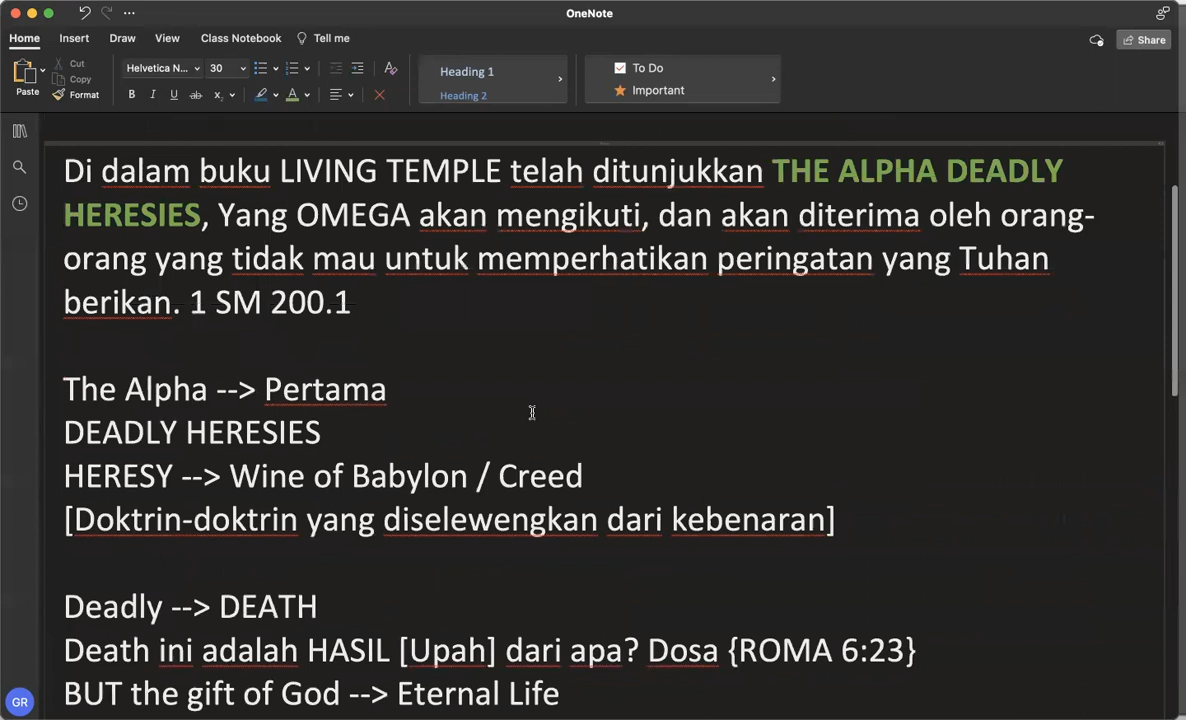 OneNote
Home Insert Draw View Class Notebook Tell me
Share
Paste
Cut
Copy
Format
Helvetica N... 30
B I U ab x
A
Heading 1
Heading 2
To Do
Important
Di dalam buku LIVING TEMPLE telah ditunjukkan THE ALPHA DEADLY
HERESIES, Yang OMEGA akan mengikuti, dan akan diterima oleh orang-
orang yang tidak mau untuk memperhatikan peringatan yang Tuhan
berikan. 1 SM 200.1
The Alpha --> Pertama
DEADLY HERESIES
HERESY --> Wine of Babylon / Creed
[Doktrin-doktrin yang diselewengkan dari kebenaran]
Deadly --> DEATH
Death ini adalah HASIL [Upah] dari apa? Dosa {ROMA 6:23}
BUT the gift of God --> Eternal Life
GR